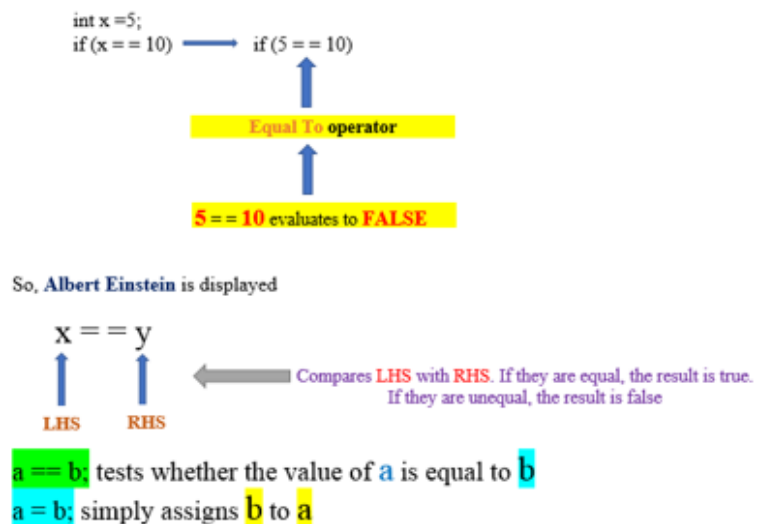 int x =5;
if (x = = 10) if (5 = = 10)
Equal To operator
5 = = 10 evaluates to FALSE
So, Albert Einstein is displayed
x = = y
Compares LHS with RHS. If they are equal, the result is true.
If they are unequal, the result is false
LHS RHS
a == b; tests whether the value of a is equal to b
a = b; simply assigns b to a